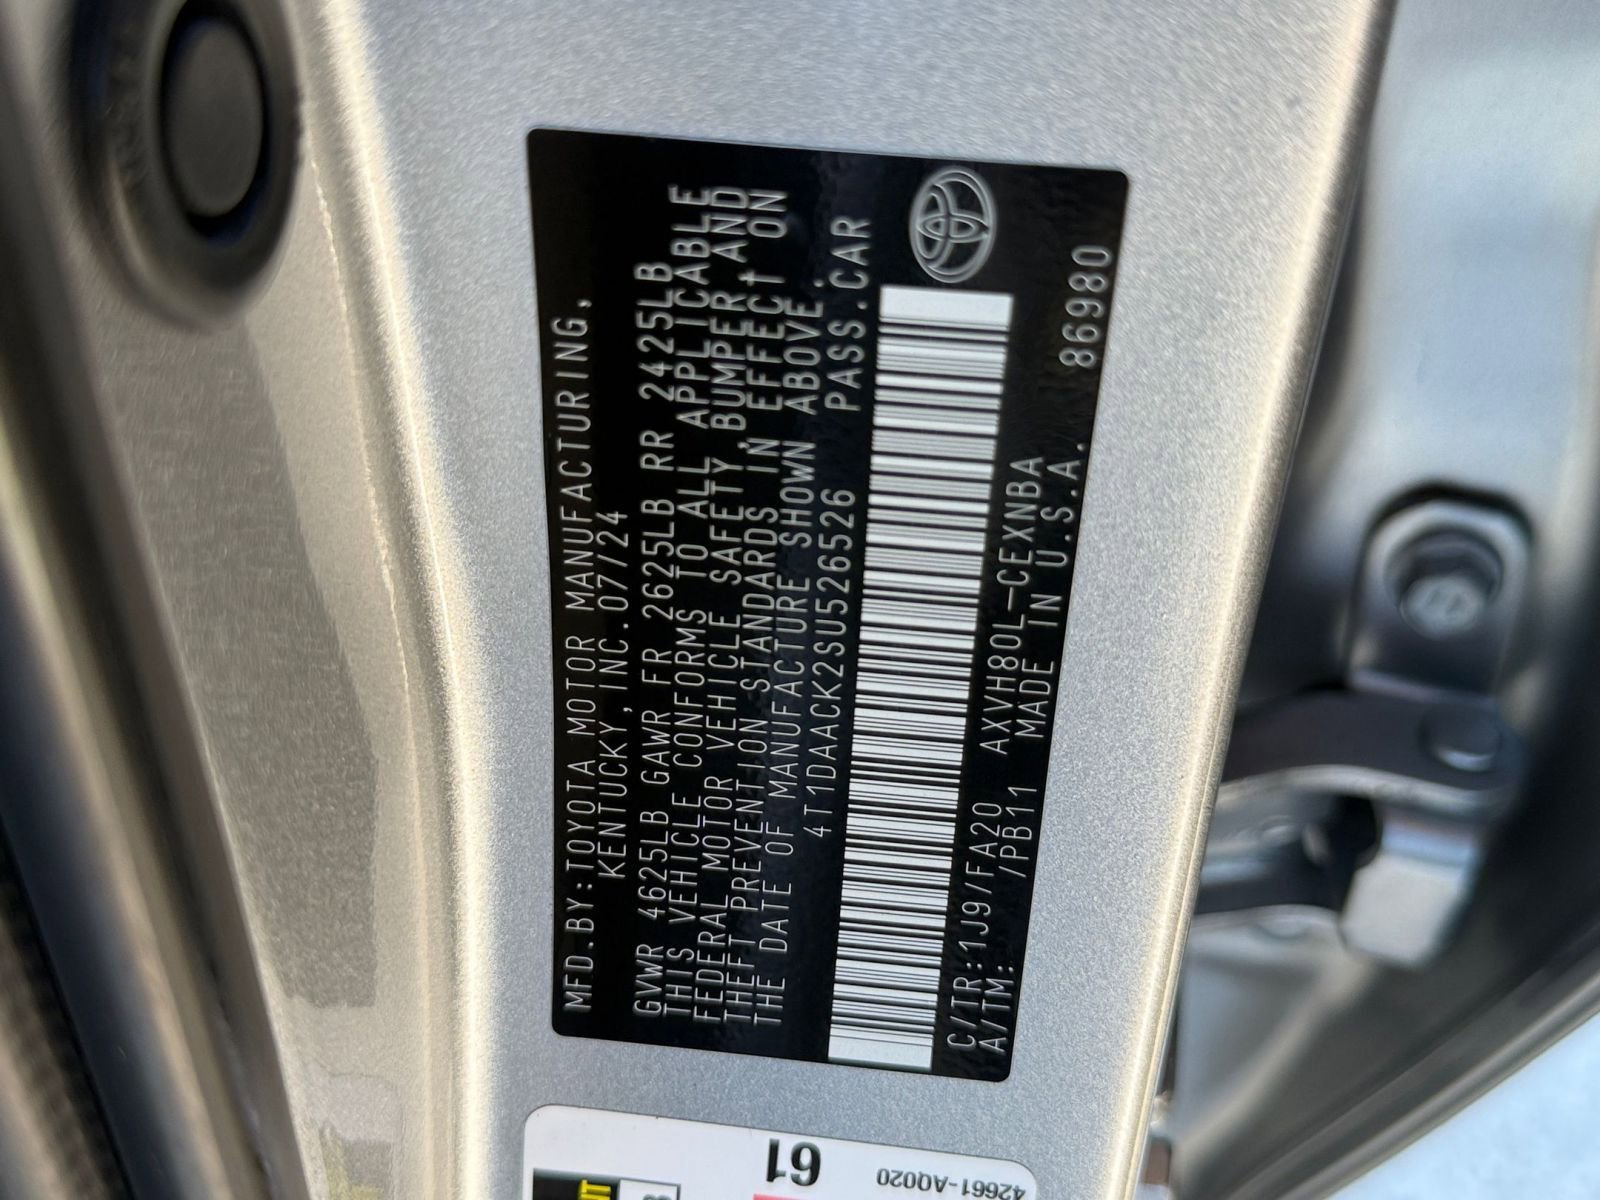 MFD.BY:TOYOTA MOTOR MANUFACTURING,
KENTUCKY,INC.07/24
GVWR 4625LB GAWR FR 2625LB RR 2425LB
THIS VEHICLE CONFORMS TO ALL APPLICABLE
FEDERAL MOTOR VEHICLE SAFETY,BUMPER,AND
THEFT PREVENTION STANDARDS IN EFFECT ON
THE DATE OF MANUFACTURE SHOWN ABOVE.
4T1DAACK2SU526526 PASS.CAR
C/TR:1J9/FA20 AXVH80L-CEXNBA
A/TM: /PB11 MADE IN U.S.A. 86980
61
42661-AQ020